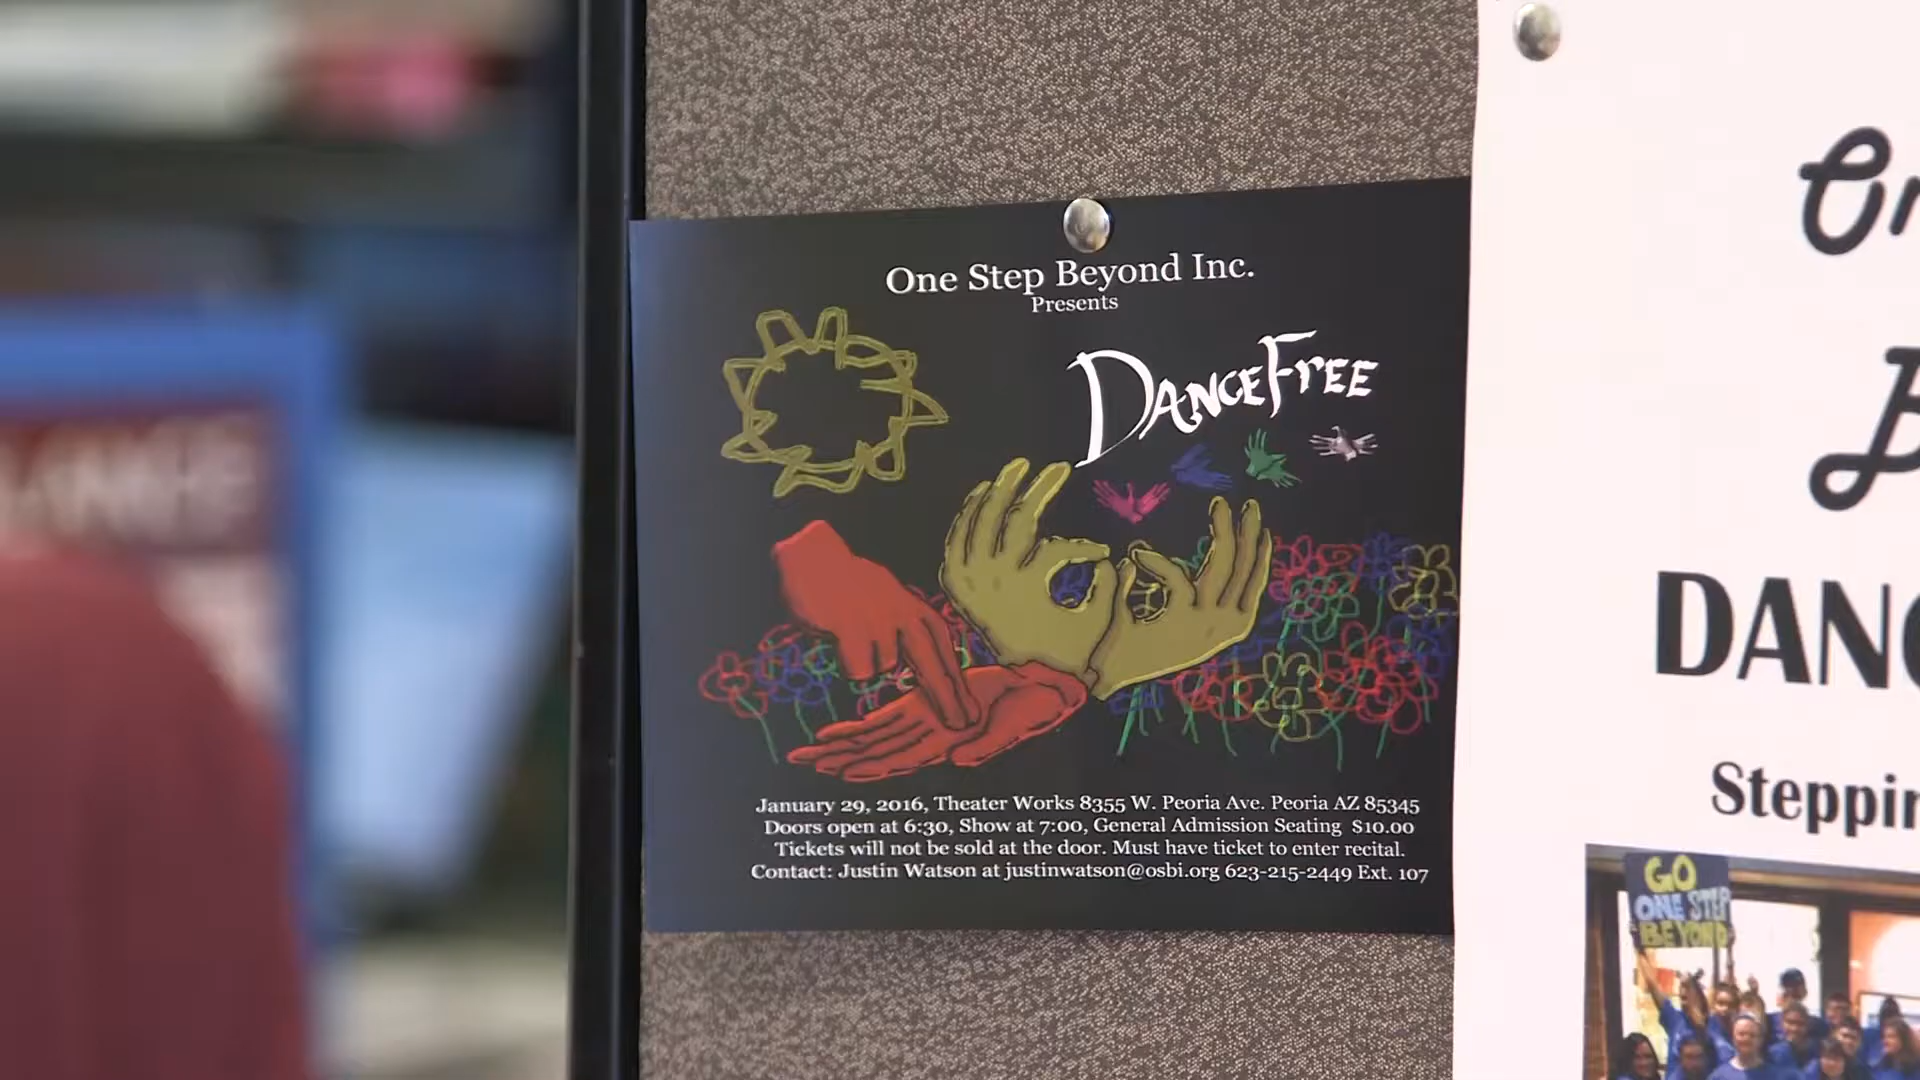 One Step Beyond Inc.
Presents
DANCEFREE
January 29, 2016, Theater Works 8355 W. Peoria Ave. Peoria AZ 85345
Doors open at 6:30, Show at 7:00, General Admission Seating $10.00
Tickets will not be sold at the door. Must have ticket to enter recital.
Contact: Justin Watson at justinwatson@osbi.org 623-215-2449 Ext. 107
GO
ONE STEP
BEYOND